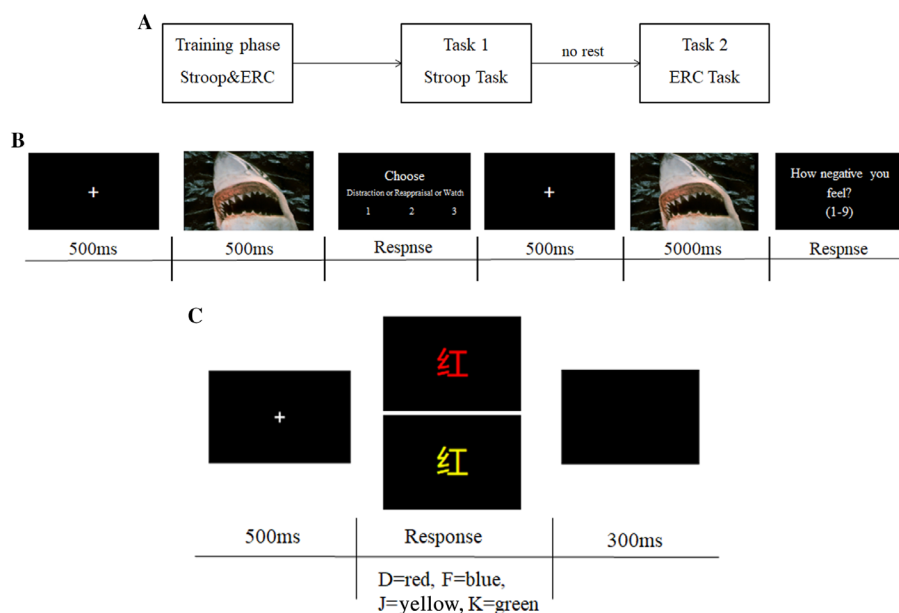 A
Training phase
Stroop&ERC
Task 1
Stroop Task
no rest
Task 2
ERC Task
B
+
Choose
Distraction or Reappraisal or Watch
1 2 3
+
How negative you
feel?
(1-9)
500ms 500ms Respnse 500ms 5000ms Respnse
C
+
红
红
500ms Response 300ms
D=red, F=blue,
J=yellow, K=green